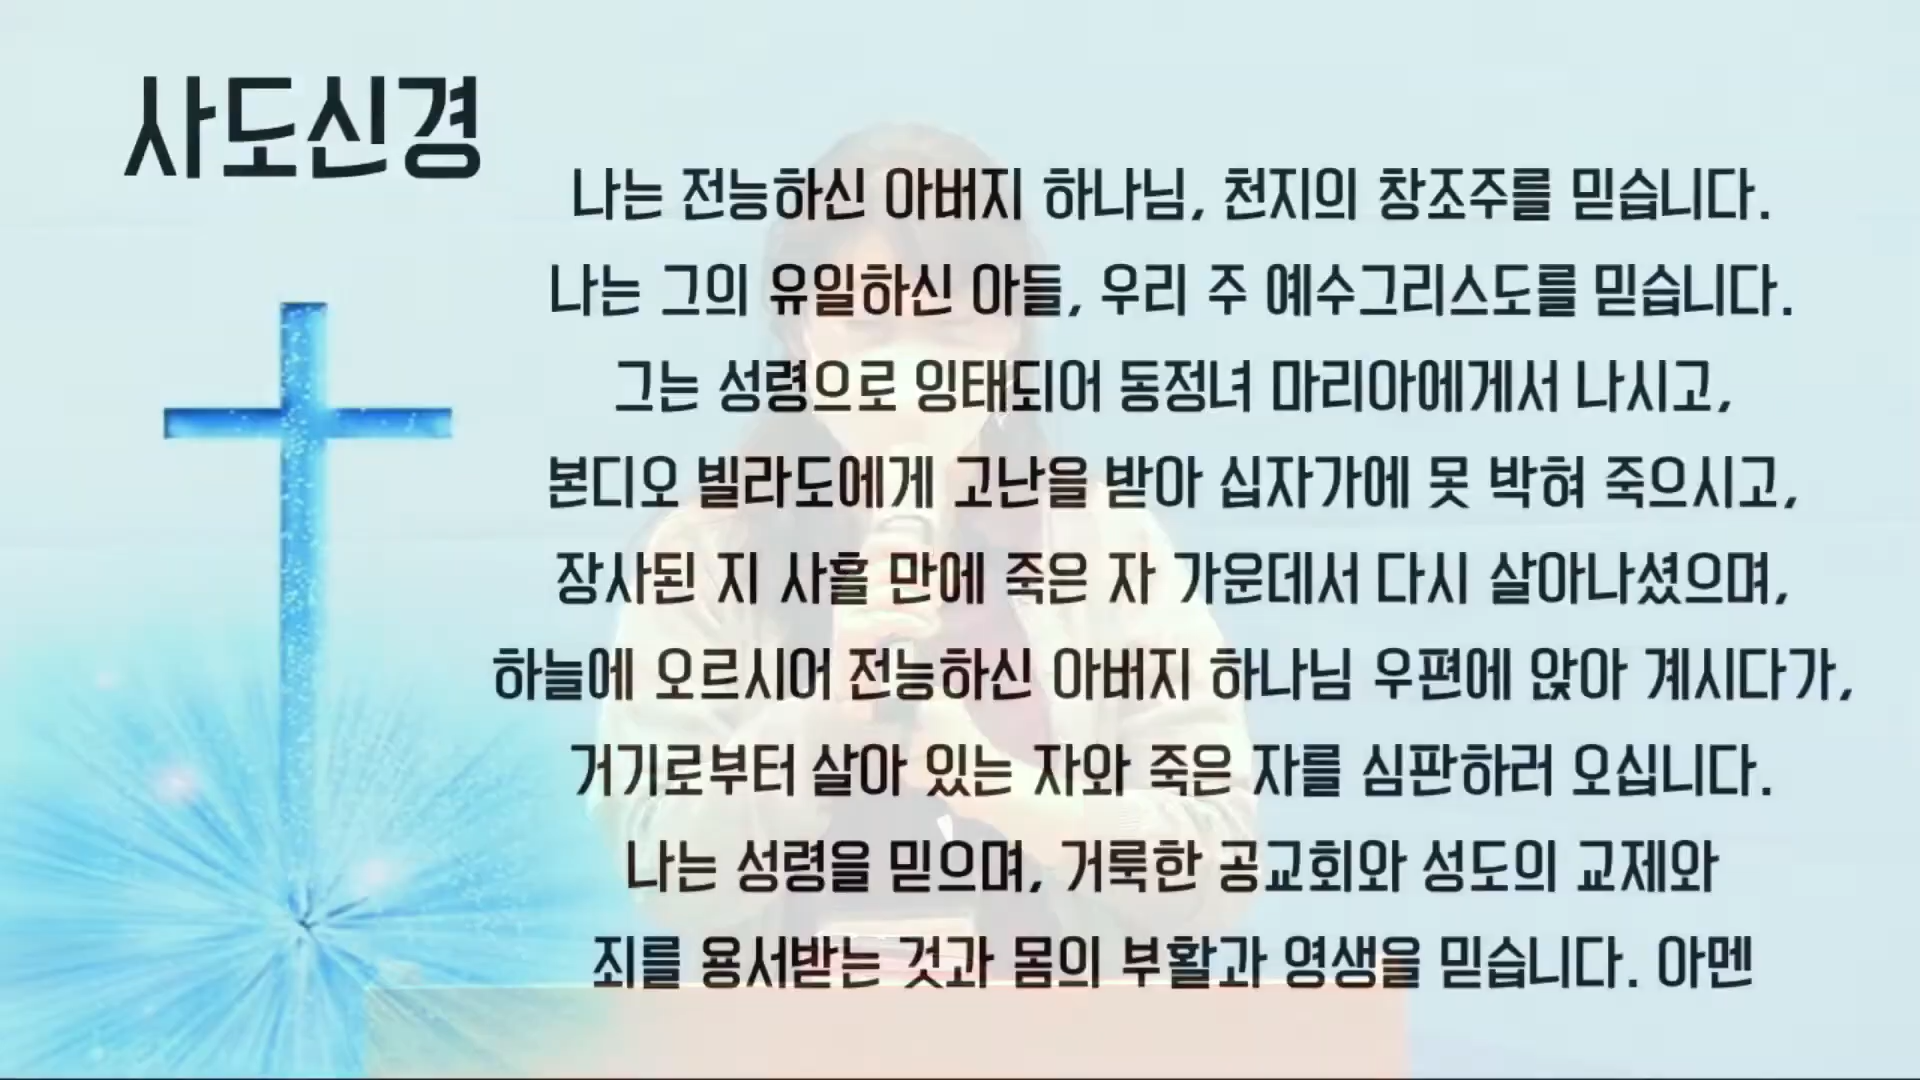 사도신경
나는 전능하신 아버지 하나님, 천지의 창조주를 믿습니다.
나는 그의 유일하신 아들, 우리 주 예수그리스도를 믿습니다.
그는 성령으로 잉태되어 동정녀 마리아에게서 나시고,
본디오 빌라도에게 고난을 받아 십자가에 못 박혀 죽으시고,
장사된 지 사흘 만에 죽은 자 가운데서 다시 살아나셨으며,
하늘에 오르시어 전능하신 아버지 하나님 우편에 앉아 계시다가,
거기로부터 살아 있는 자와 죽은 자를 심판하러 오십니다.
나는 성령을 믿으며, 거룩한 공교회와 성도의 교제와
죄를 용서받는 것과 몸의 부활과 영생을 믿습니다. 아멘